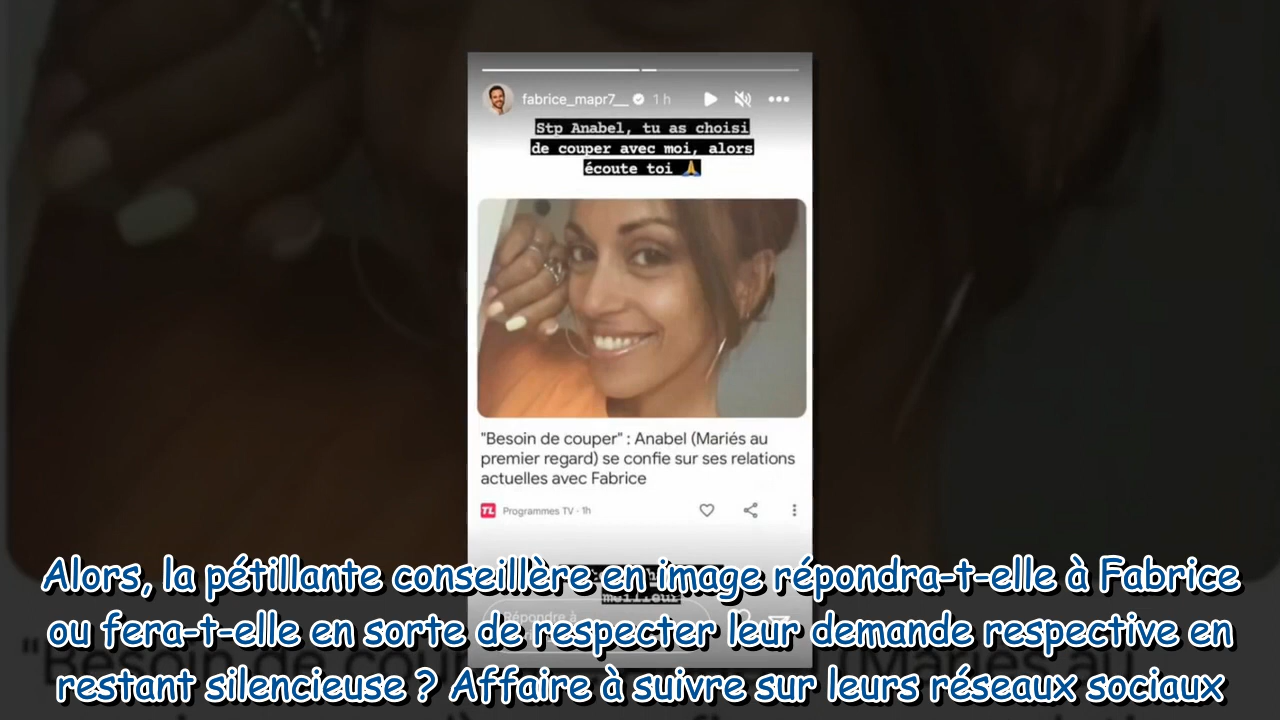 fabrice_mapr7__ 1 h
Stp Anabel, tu as choisi
de couper avec moi, alors
écoute toi 🙏
"Besoin de couper" : Anabel (Mariés au
premier regard) se confie sur ses relations
actuelles avec Fabrice
TL Programmes TV · 1h
Alors, la pétillante conseillère en image répondra-t-elle à Fabrice
meilleur
Répondre à
ou fera-t-elle en sorte de respecter leur demande respective en
restant silencieuse ? Affaire à suivre sur leurs réseaux sociaux